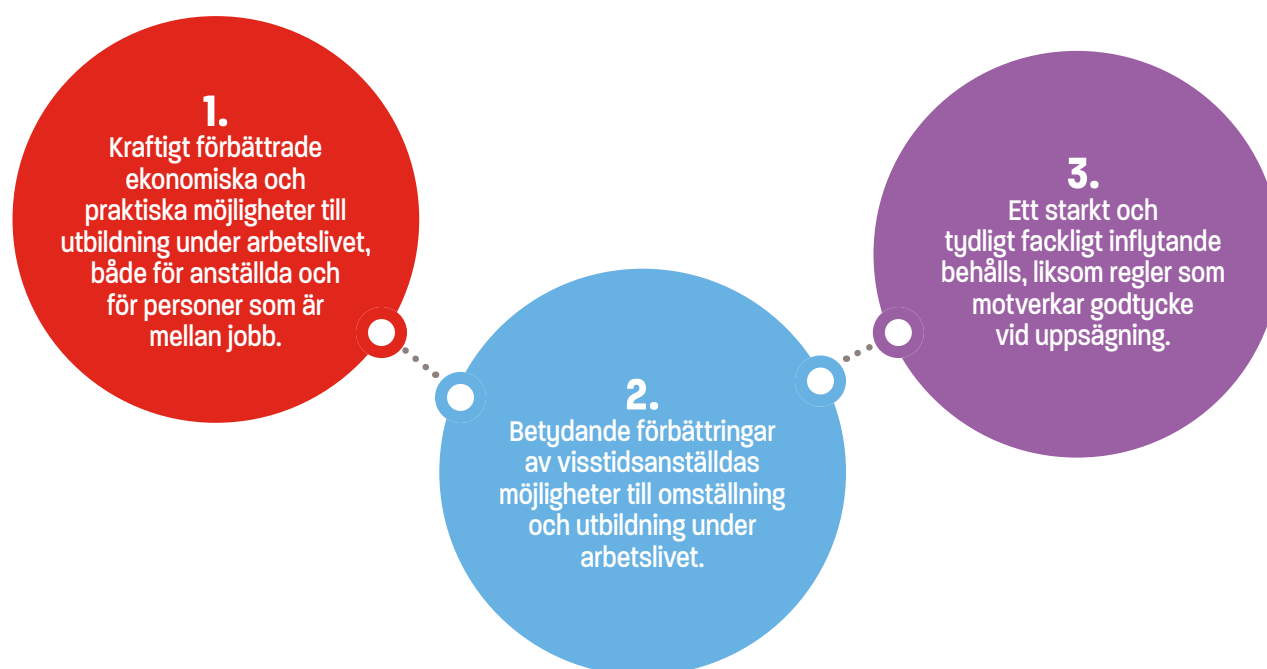 1.
Kraftigt förbättrade
ekonomiska och
praktiska möjligheter till
utbildning under arbetslivet,
både för anställda och
för personer som är
mellan jobb.
2.
Betydande förbättringar
av visstidsanställdas
möjligheter till omställning
och utbildning under
arbetslivet.
3.
Ett starkt och
tydligt fackligt inflytande
behålls, liksom regler som
motverkar godtycke
vid uppsägning.